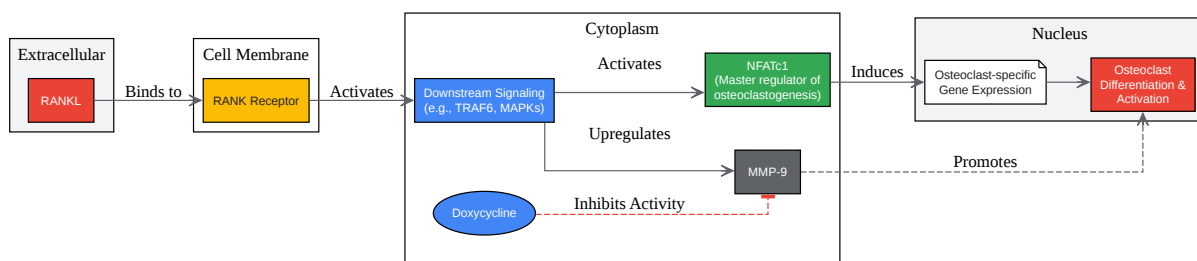 Extracellular
RANKL
Binds to
Cell Membrane
RANK Receptor
Activates
Cytoplasm
Downstream Signaling
(e.g., TRAF6, MAPKs)
Activates
NFATc1
(Master regulator of
osteoclastogenesis)
Upregulates
MMP-9
Doxycycline
Inhibits Activity
Induces
Nucleus
Osteoclast-specific
Gene Expression
Osteoclast
Differentiation &
Activation
Promotes